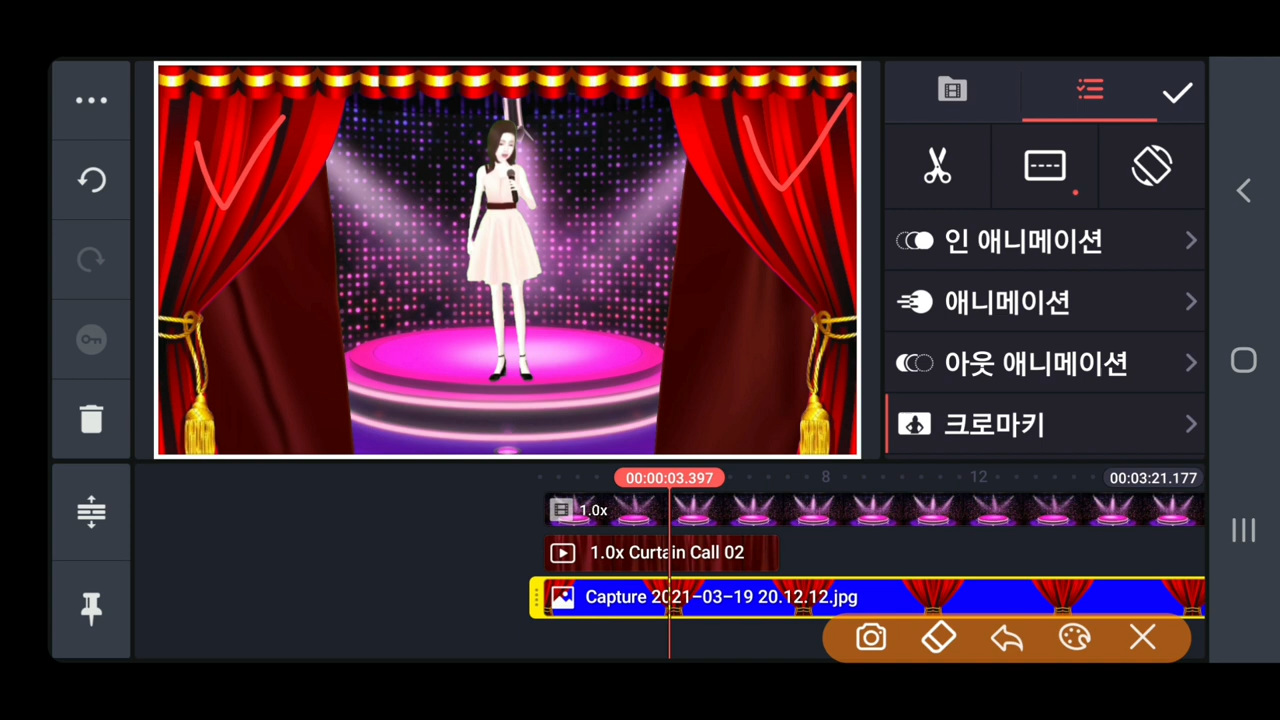 인 애니메이션
애니메이션
아웃 애니메이션
크로마키
00:00:03.397
8
12
00:03:21.177
1.0x
1.0x Curtain Call 02
Capture 2021-03-19 20.12.12.jpg